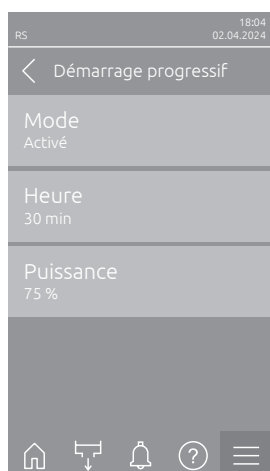 18:04
RS 02.04.2024
Démarrage progressif
Mode
Activé
Heure
30 min
Puissance
75 %
?